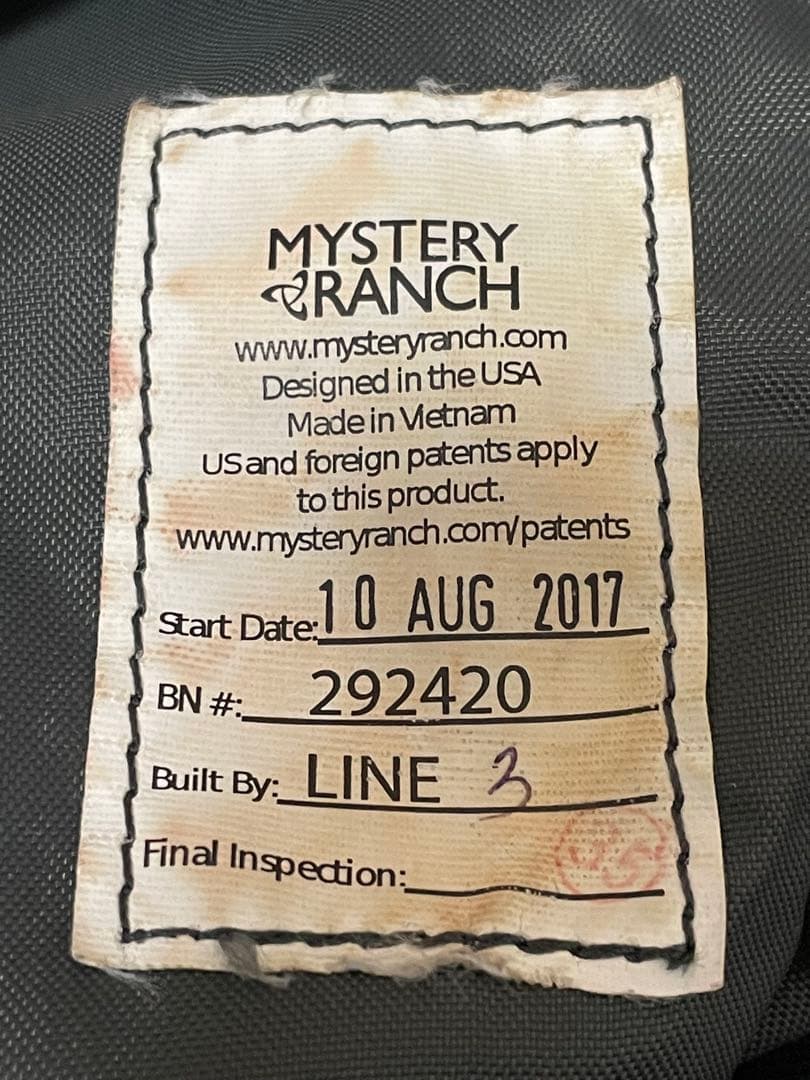 MYSTERY
RANCH
www.mysteryranch.com
Designed in the USA
Made in Vietnam
US and foreign patents apply
to this product.
www.mysteryranch.com/patents
Start Date: 10 AUG 2017
BN #: 292420
Built By: LINE 3
Final Inspection: